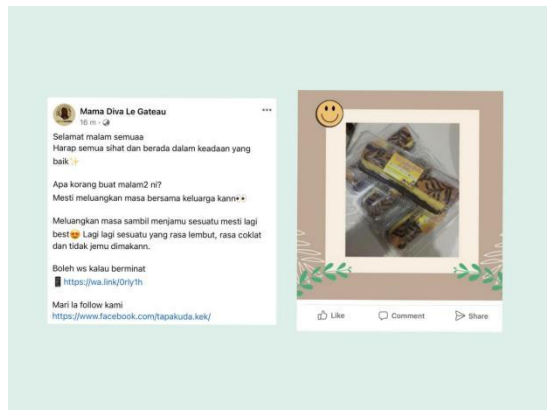 Mama Diva Le Gateau
16 m ·
Selamat malam semuaa
Harap semua sihat dan berada dalam keadaan yang
baik✨
Apa korang buat malam2 ni?
Mesti meluangkan masa bersama keluarga kann👀
Meluangkan masa sambil menjamu sesuatu mesti lagi
best😍 Lagi lagi sesuatu yang rasa lembut, rasa coklat
dan tidak jemu dimakann.
Boleh ws kalau berminat
📱https://wa.link/0rly1h
Mari la follow kami
https://www.facebook.com/tapakuda.kek/
Like
Comment
Share